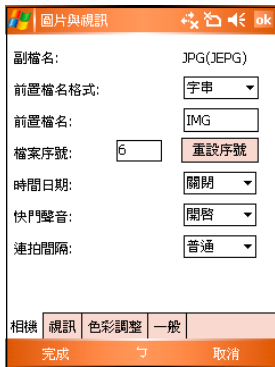 圖片與視訊 ok
副檔名: JPG(JEPG)
前置檔名格式: 字串
前置檔名: IMG
檔案序號: 6 重設序號
時間日期: 關閉
快門聲音: 開啓
連拍間隔: 普通
相機 視訊 色彩調整 一般
完成 ㄅ 取消